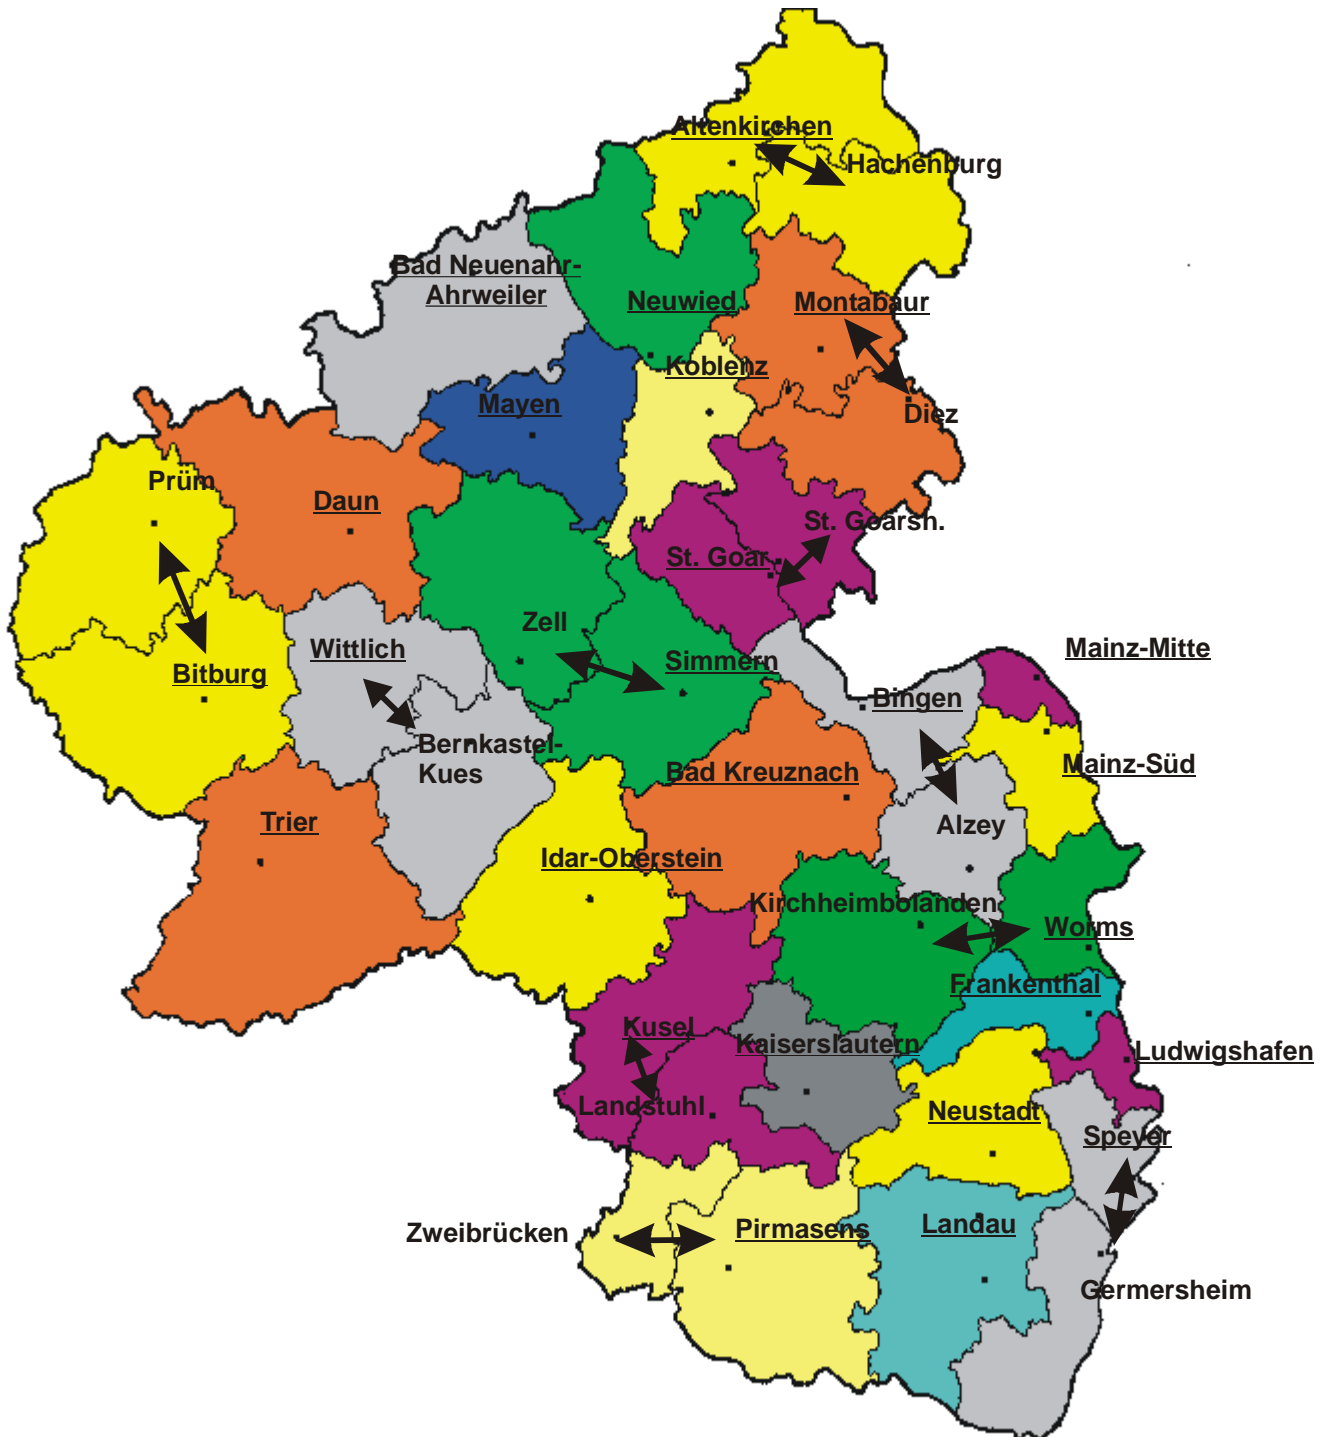 Altenkirchen
Hachenburg
Bad Neuenahr-
Ahrweiler
Neuwied
Montabaur
Koblenz
Mayen
Diez
Prüm
Daun
St. Goarsh.
St. Goar
Zell
Wittlich
Simmern
Mainz-Mitte
Bitburg
Bingen
Bernkastel-
Kues
Bad Kreuznach
Mainz-Süd
Trier
Alzey
Idar-Oberstein
Kirchheimbolanden
Worms
Frankenthal
Kusel
Kaiserslautern
Ludwigshafen
Landstuhl
Neustadt
Speyer
Zweibrücken
Pirmasens
Landau
Germersheim